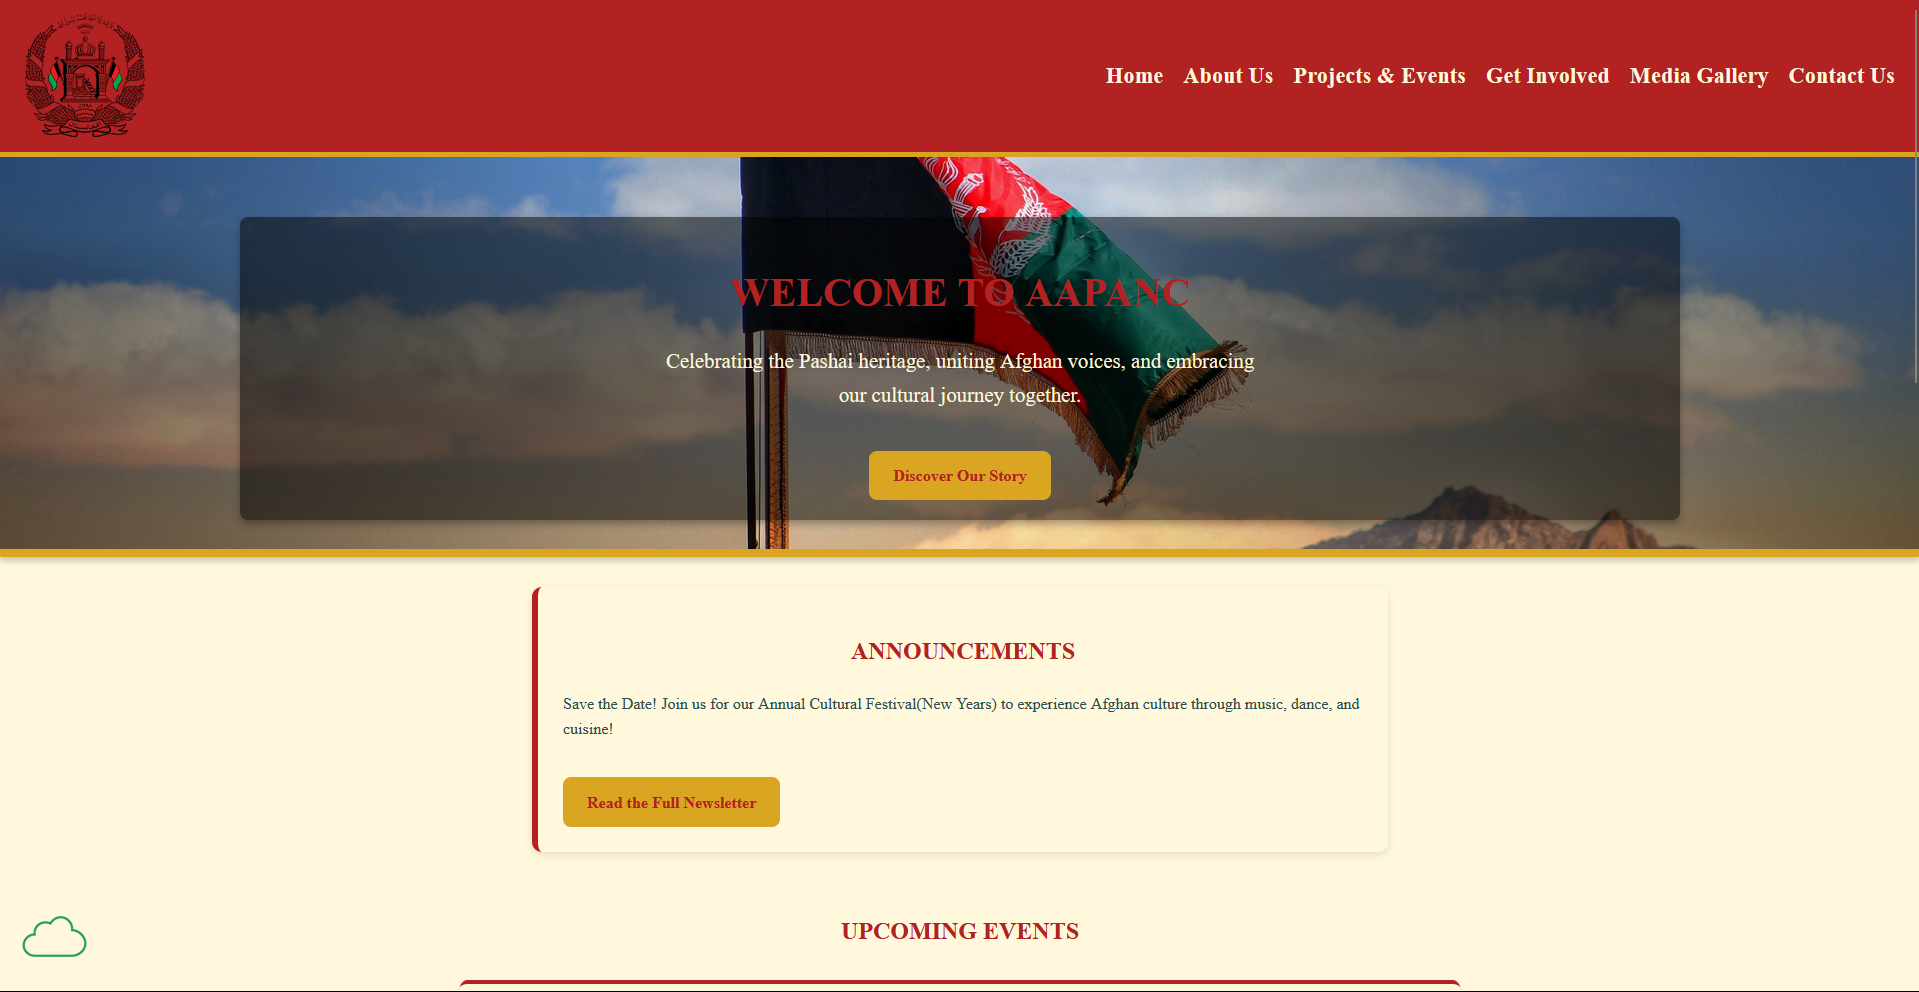 Home About Us Projects & Events Get Involved Media Gallery Contact Us
WELCOME TO AAPANC
Celebrating the Pashai heritage, uniting Afghan voices, and embracing
our cultural journey together.
Discover Our Story
ANNOUNCEMENTS
Save the Date! Join us for our Annual Cultural Festival(New Years) to experience Afghan culture through music, dance, and
cuisine!
Read the Full Newsletter
UPCOMING EVENTS